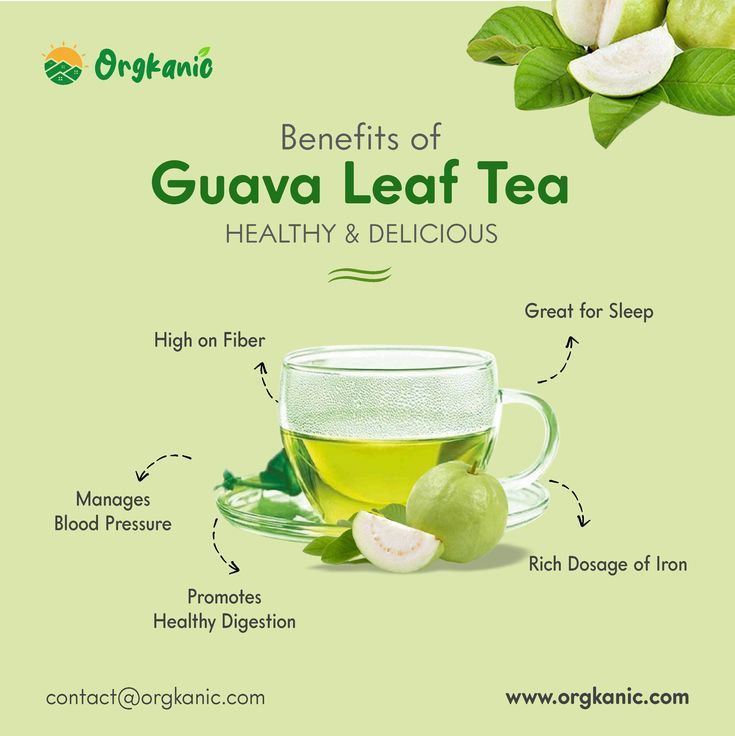 Orgkanic
Benefits of
Guava Leaf Tea
HEALTHY & DELICIOUS
High on Fiber
Great for Sleep
Manages
Blood Pressure
Promotes
Healthy Digestion
Rich Dosage of Iron
contact@orgkanic.com
www.orgkanic.com